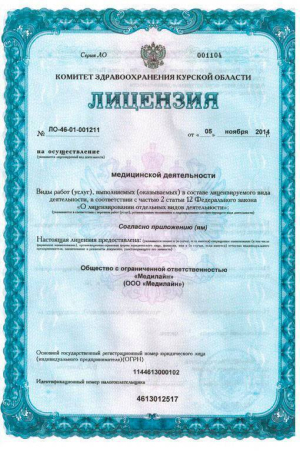 Серия ЛО 001104
КОМИТЕТ ЗДРАВООХРАНЕНИЯ КУРСКОЙ ОБЛАСТИ
ЛИЦЕНЗИЯ
№ ЛО-46-01-001211 от « 05 ноября 2014 г.
на осуществление
медицинской деятельности
Виды работ (услуг), выполняемых (оказываемых) в составе лицензируемого вида
деятельности, в соответствии с частью 2 статьи 12 Федерального закона
«О лицензировании отдельных видов деятельности»:
Согласно приложению (ям)
Настоящая лицензия предоставлена:
Общество с ограниченной ответственностью
«Медилайн»
(ООО «Медилайн»)
Основной государственный регистрационный номер юридического лица
(индивидуального предпринимателя)(ОГРН)
1144613000102
Идентификационный номер налогоплательщика
4613012517